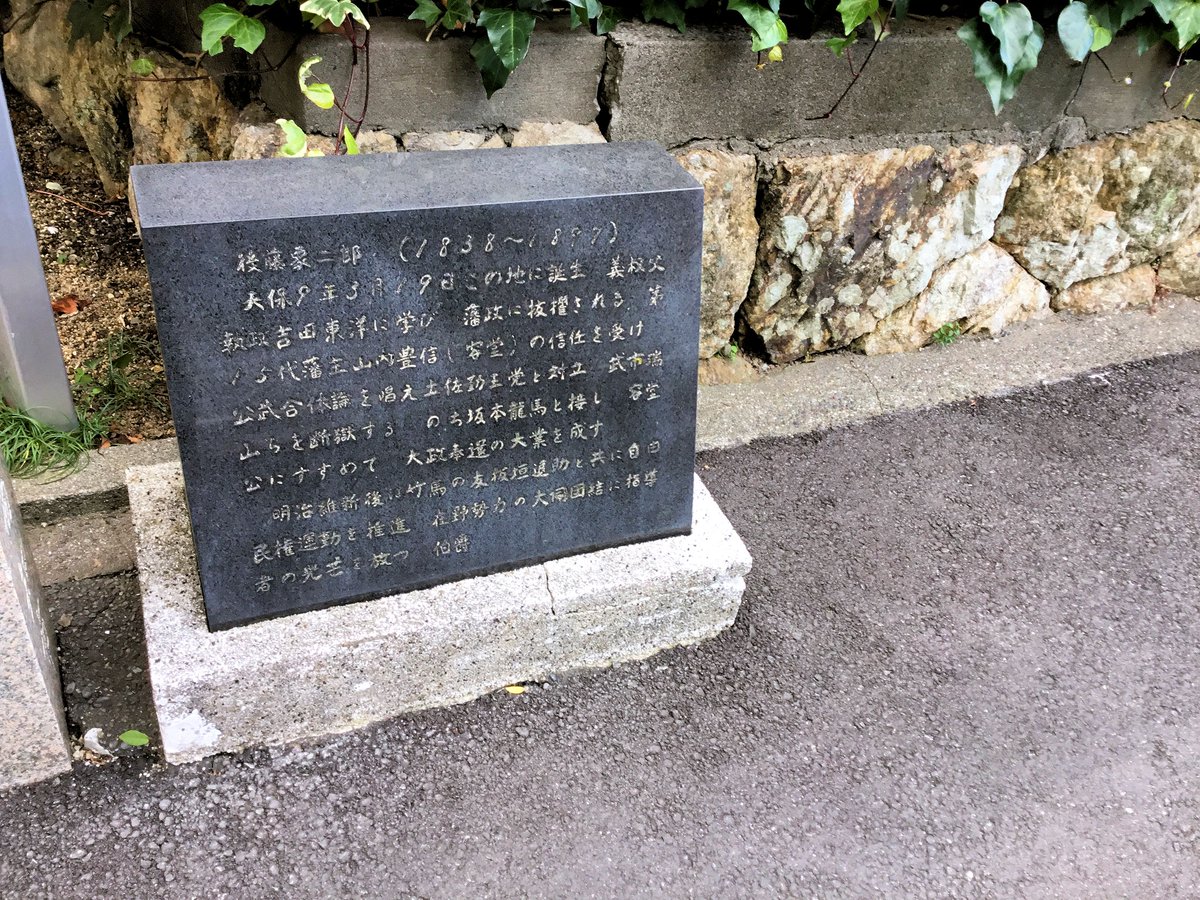 後藤象二郎 (1838〜1897)
天保9年3月19日この地に誕生 義叔父
執政吉田東洋に学び 藩政に抜擢される。第
15代藩主山内豊信(容堂)の信任を受け
公武合体論を唱え土佐勤王党と対立 武市瑞
山らを断獄する のち坂本龍馬と接し 容堂
公にすすめて 大政奉還の大業を成す
明治維新後は竹馬の友板垣退助と共に自由
民権運動を推進 在野勢力の大同団結に指導
者の光芒を放つ 伯爵